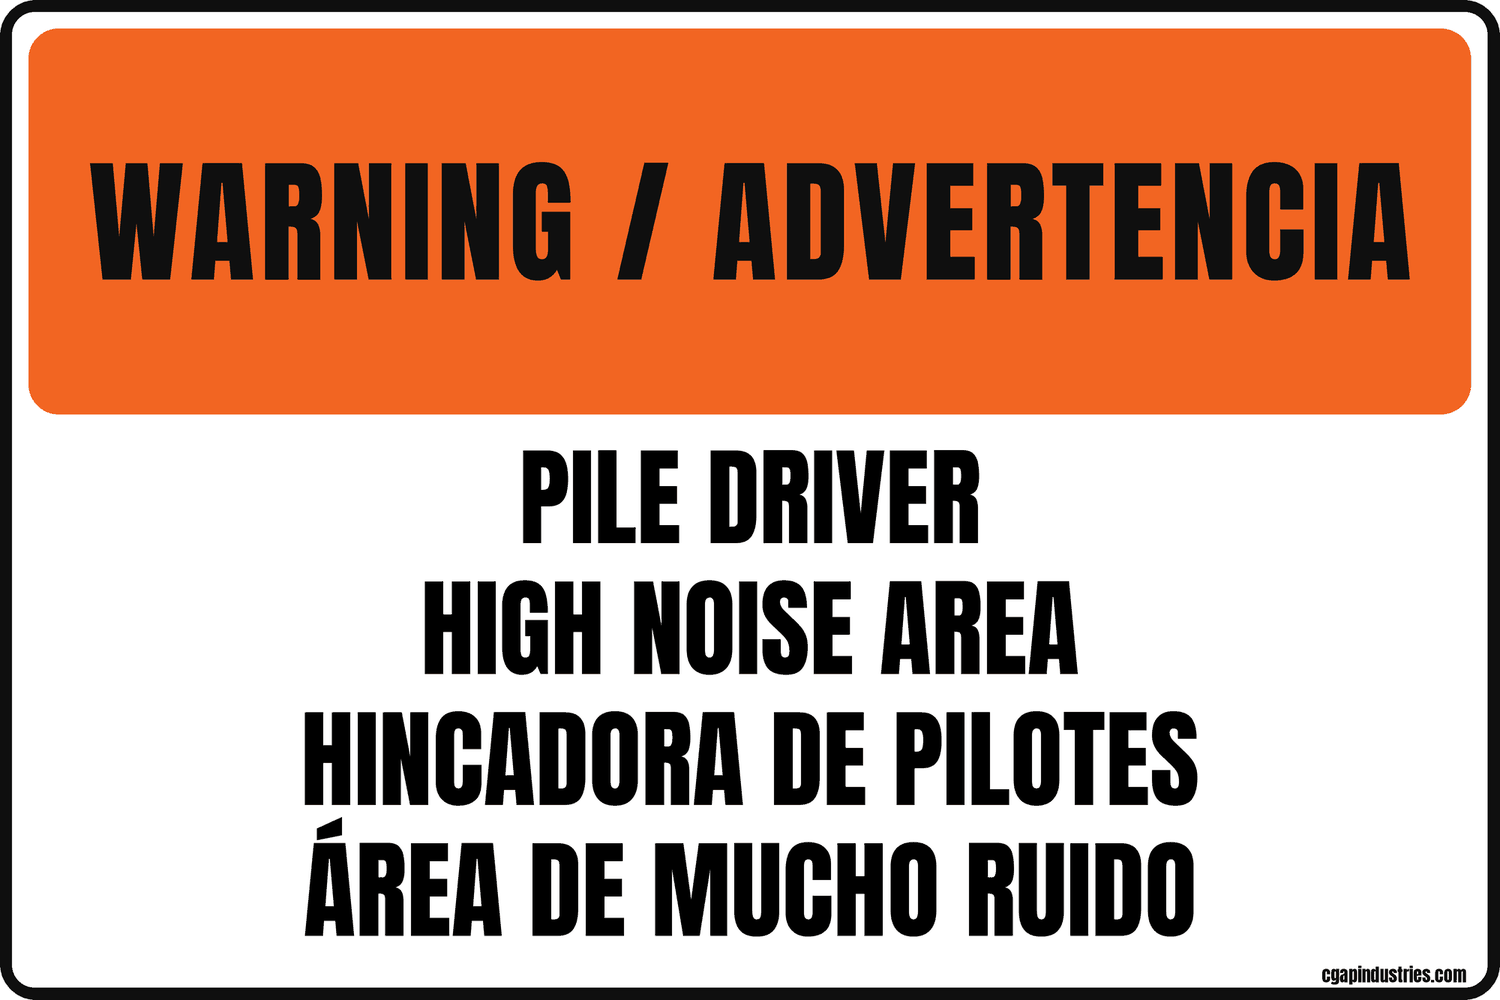 WARNING / ADVERTENCIA
PILE DRIVER
HIGH NOISE AREA
HINCADORA DE PILOTES
ÁREA DE MUCHO RUIDO
cgapindustries.com